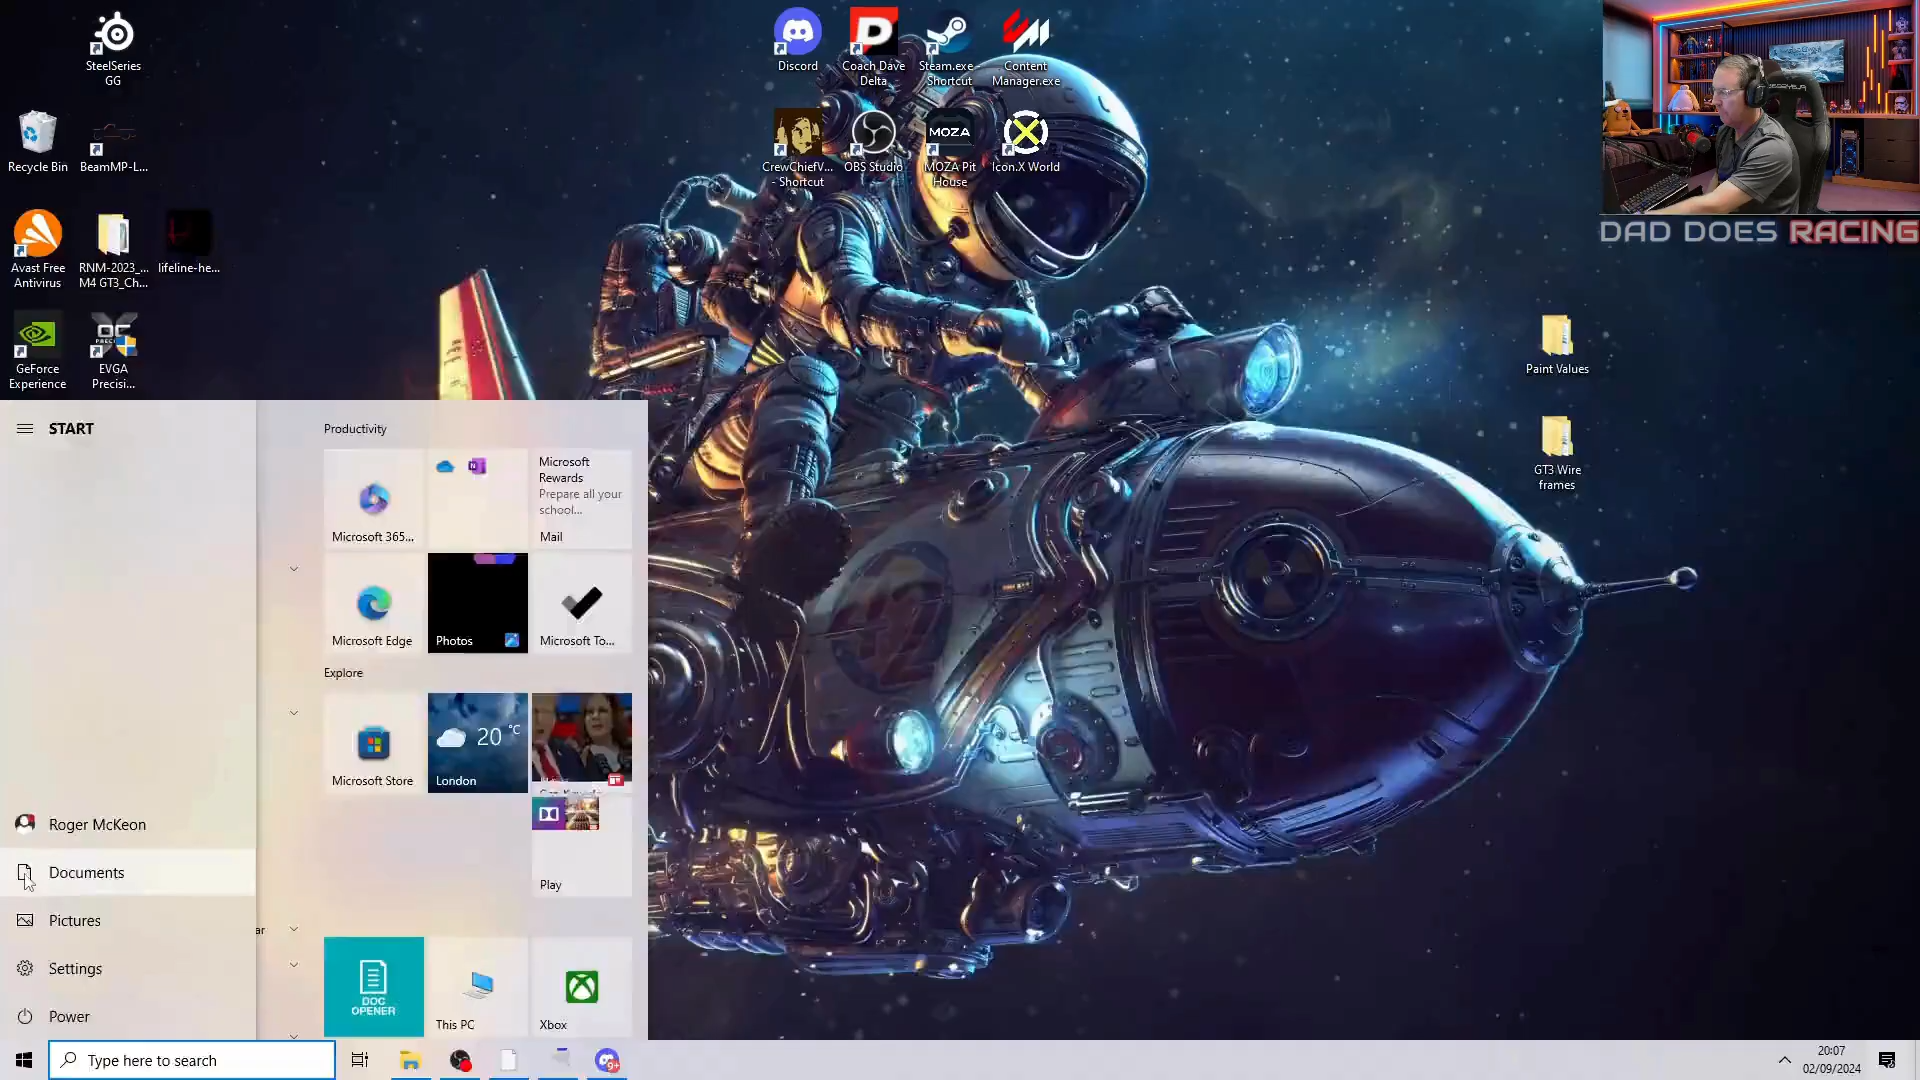 SteelSeries
GG
Recycle Bin
BeamMP-L...
Avast Free
Antivirus
RNM-2023_...
M4 GT3_Ch...
lifeline-he...
GeForce
Experience
EVGA
Precisi...
Discord
Coach Dave
Delta
Steam.exe -
Shortcut
Content
Manager.exe
CrewChiefV...
- Shortcut
OBS Studio
MOZA
MOZA Pit
House
Icon.X World
DAD DOES RACING
Paint Values
GT3 Wire
frames
START
Productivity
Microsoft 365...
Microsoft
Rewards
Prepare all your
school...
Mail
Microsoft Edge
Photos
Microsoft To...
Explore
Microsoft Store
20 °C
London
Play
Roger McKeon
Documents
Pictures
Settings
Power
ar
DOC
OPENER
This PC
Xbox
Type here to search
9+
20:07
02/09/2024